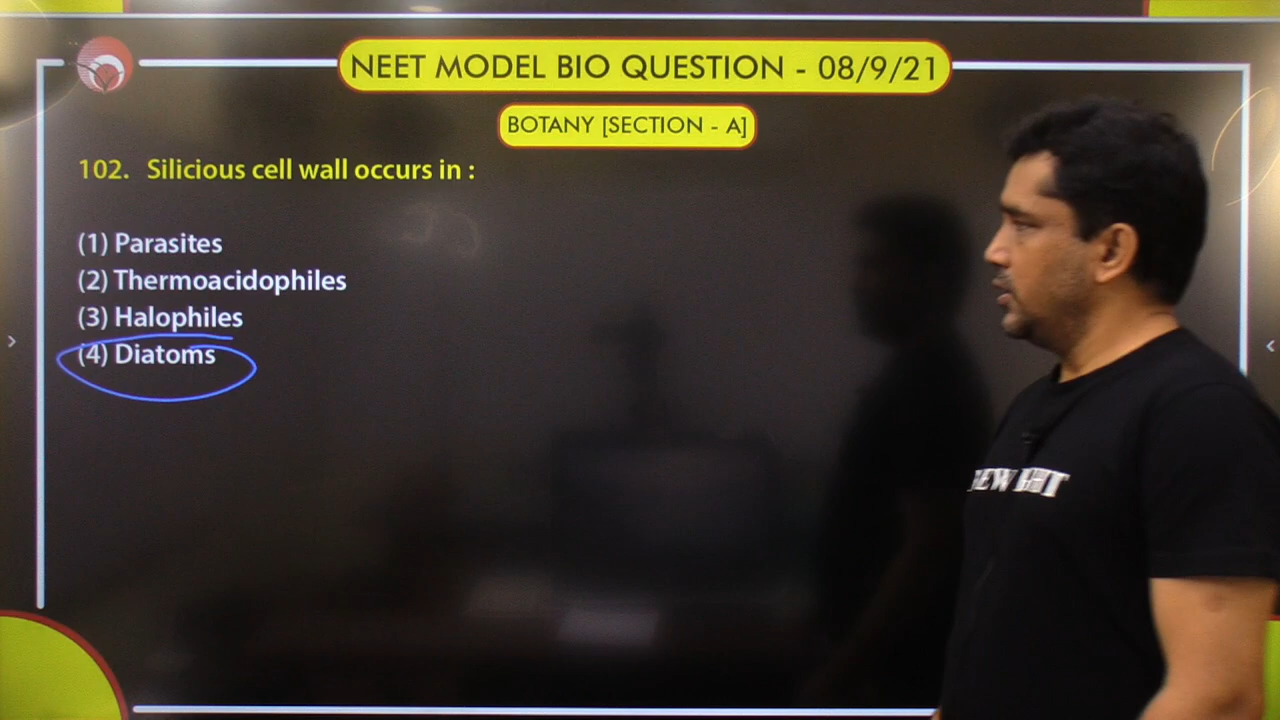 NEET MODEL BIO QUESTION - 08/9/21
BOTANY [SECTION - A]
102. Silicious cell wall occurs in :
(1) Parasites
(2) Thermoacidophiles
(3) Halophiles
(4) Diatoms